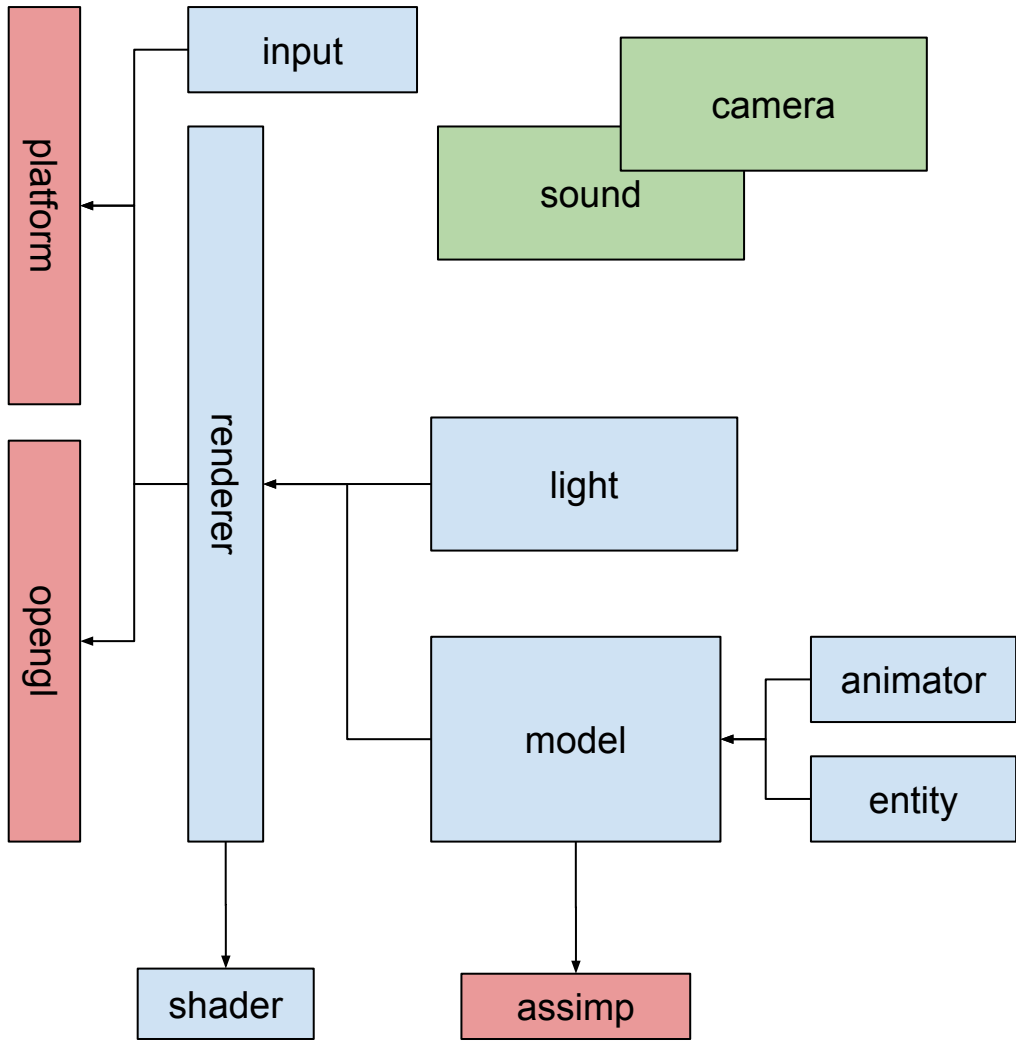 input
camera
platform
sound
renderer
light
opengl
animator
model
entity
shader
assimp